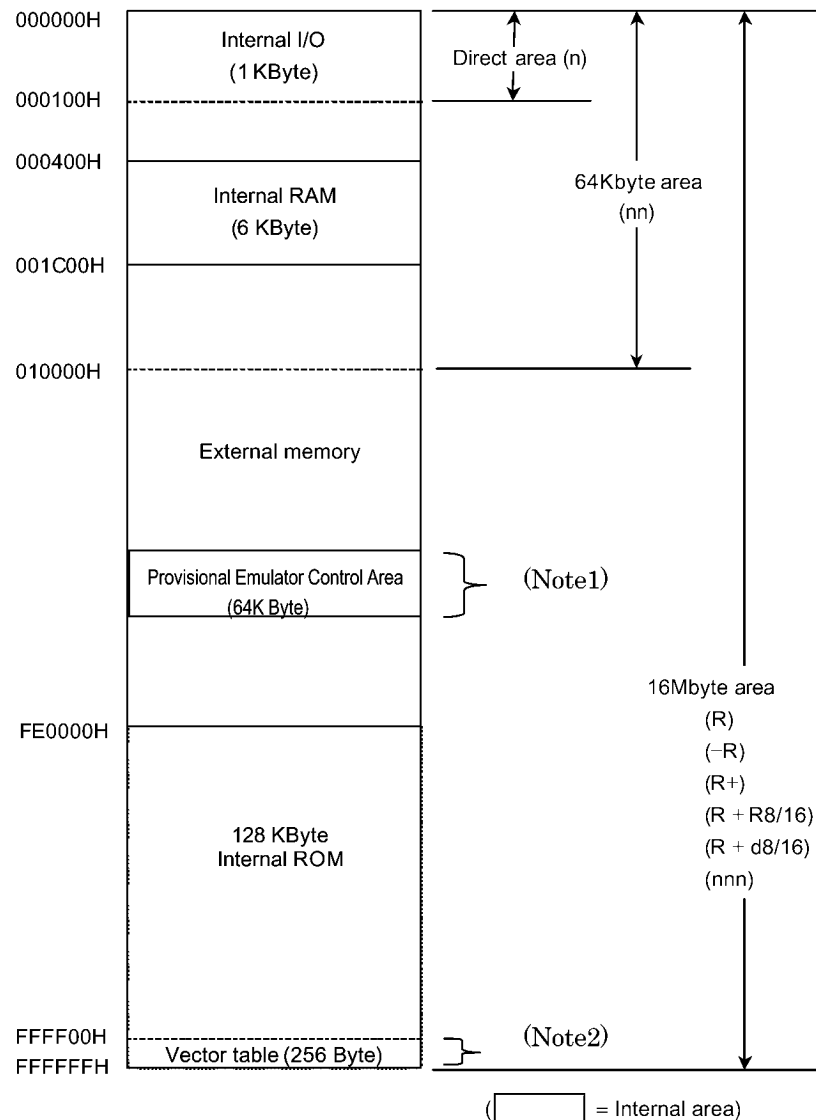 000000H
Internal I/O
(1 KByte)
Direct area (n)
000100H
000400H
64Kbyte area
(nn)
Internal RAM
(6 KByte)
001C00H
010000H
External memory
Provisional Emulator Control Area
(64K Byte)
(Note1)
16Mbyte area
(R)
(−R)
(R+)
(R + R8/16)
(R + d8/16)
(nnn)
FE0000H
128 KByte
Internal ROM
FFFF00H
Vector table (256 Byte)
(Note2)
FFFFFFH
( = Internal area)